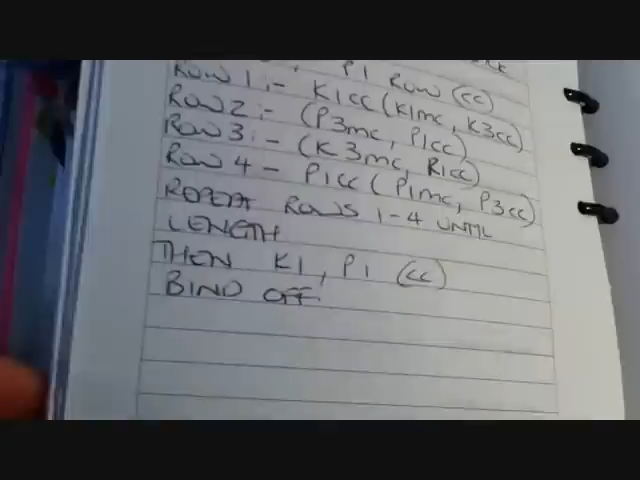 P1 ROW (CC)
ROW 1:- K1CC (K1MC, K3CC)
ROW 2:- (P3MC, P1CC)
ROW 3:- (K3MC, R1CC)
ROW 4 - P1CC (P1MC, P3CC)
REPEAT ROWS 1-4 UNTIL
LENGTH
THEN K1, P1 (CC)
BIND OFF.